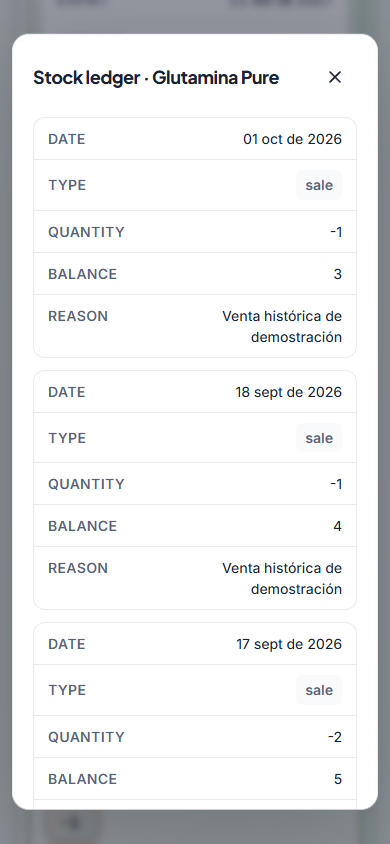 Stock ledger · Glutamina Pure
DATE 01 oct de 2026
TYPE sale
QUANTITY -1
BALANCE 3
REASON Venta histórica de
demostración
DATE 18 sept de 2026
TYPE sale
QUANTITY -1
BALANCE 4
REASON Venta histórica de
demostración
DATE 17 sept de 2026
TYPE sale
QUANTITY -2
BALANCE 5